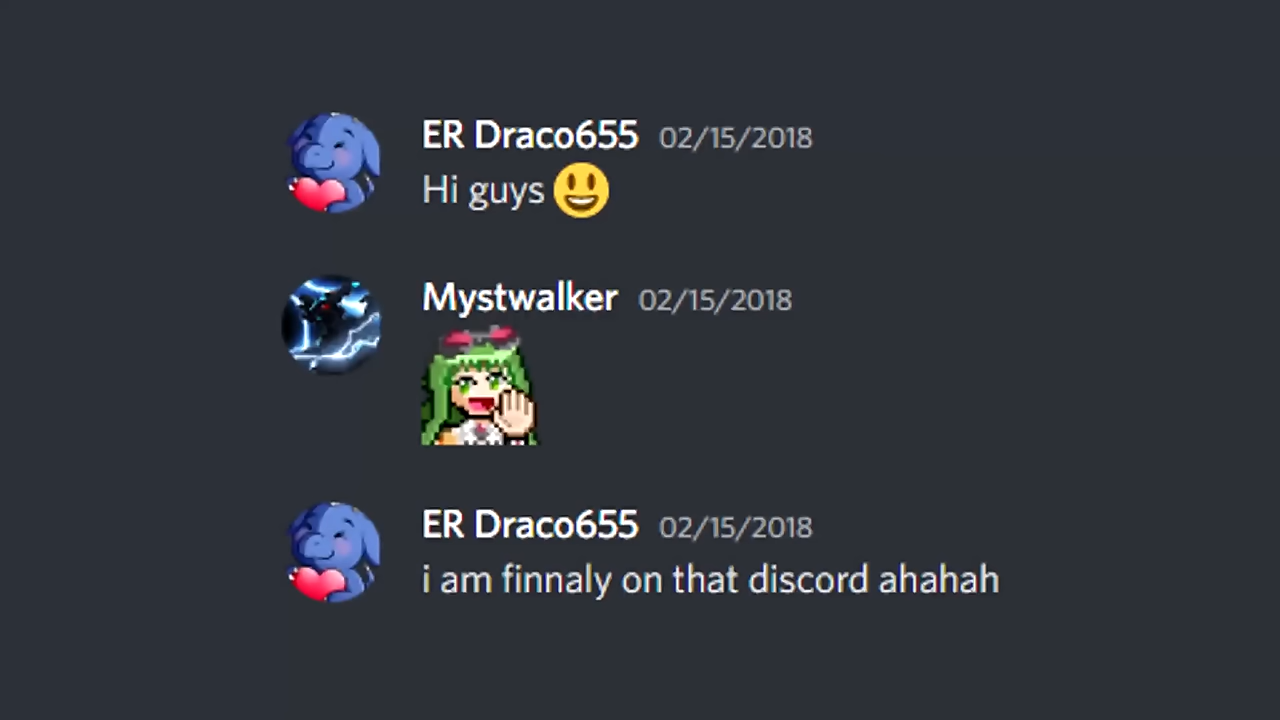 ER Draco655 02/15/2018
Hi guys 😃
Mystwalker 02/15/2018
ER Draco655 02/15/2018
i am finnaly on that discord ahahah